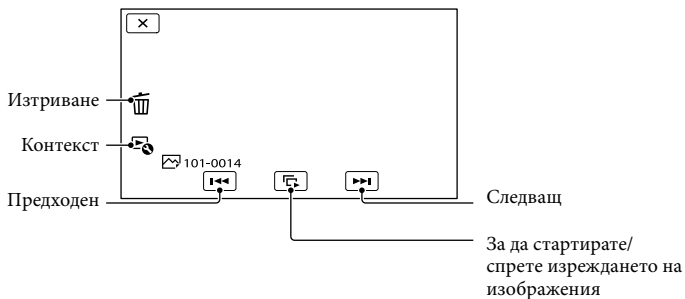 Изтриване
Контекст
101-0014
Предходен
Следващ
За да стартирате/
спрете изреждането на
изображения